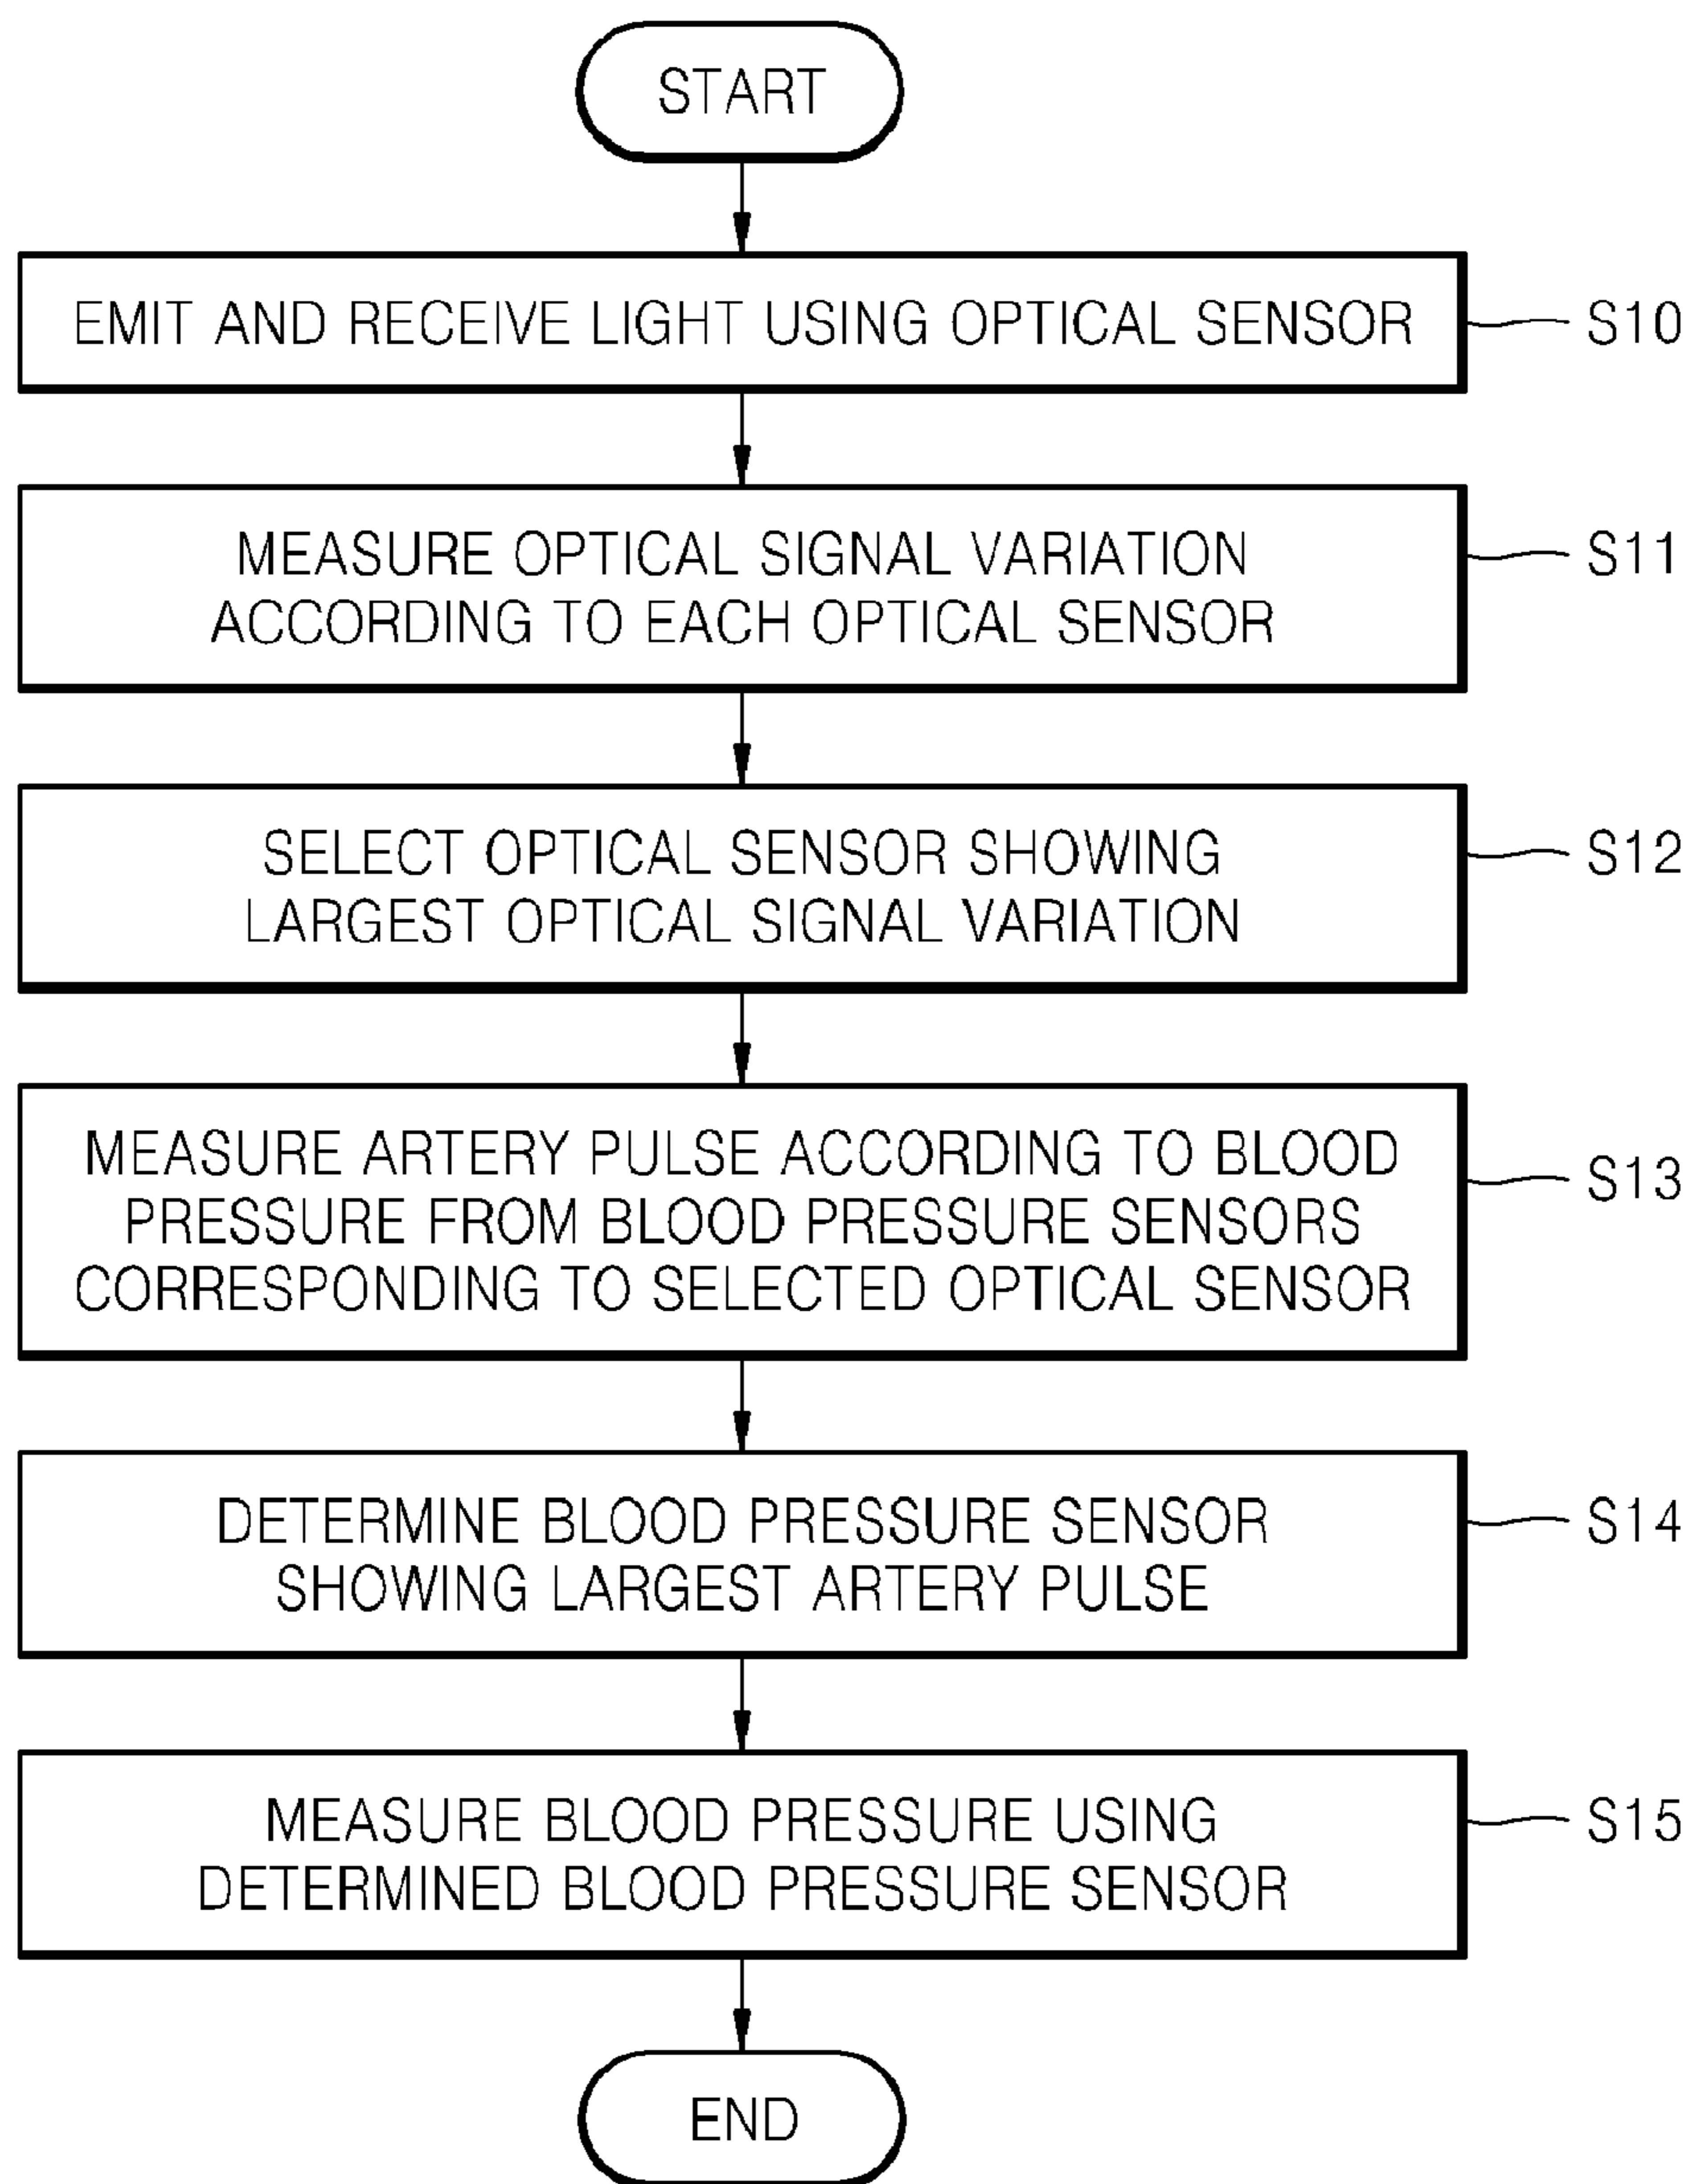 START
EMIT AND RECEIVE LIGHT USING OPTICAL SENSOR
S10
MEASURE OPTICAL SIGNAL VARIATION
ACCORDING TO EACH OPTICAL SENSOR
S11
SELECT OPTICAL SENSOR SHOWING
LARGEST OPTICAL SIGNAL VARIATION
S12
MEASURE ARTERY PULSE ACCORDING TO BLOOD
PRESSURE FROM BLOOD PRESSURE SENSORS
CORRESPONDING TO SELECTED OPTICAL SENSOR
S13
DETERMINE BLOOD PRESSURE SENSOR
SHOWING LARGEST ARTERY PULSE
S14
MEASURE BLOOD PRESSURE USING
DETERMINED BLOOD PRESSURE SENSOR
S15
END